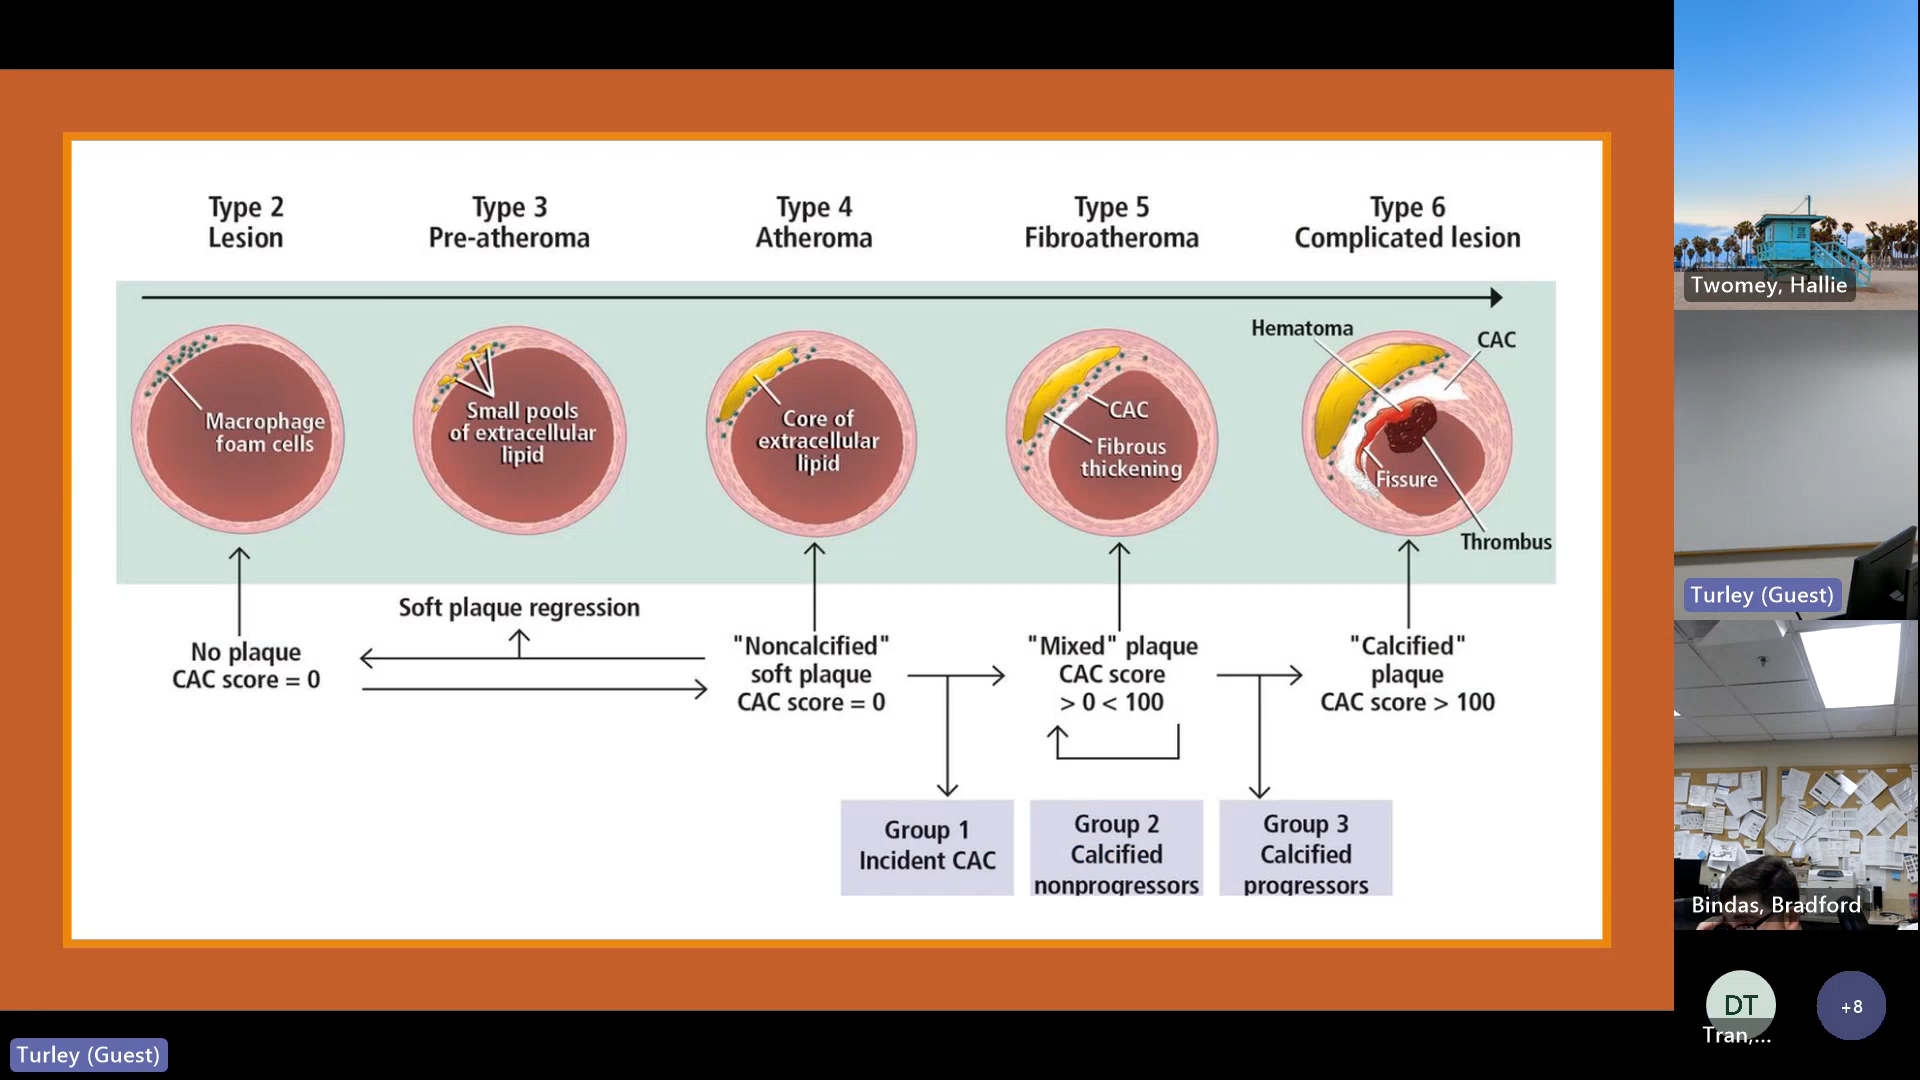 Type 2
Lesion
Type 3
Pre-atheroma
Type 4
Atheroma
Type 5
Fibroatheroma
Type 6
Complicated lesion
Macrophage
foam cells
Small pools
of extracellular
lipid
Core of
extracellular
lipid
CAC
Fibrous
thickening
Hematoma
CAC
Fissure
Thrombus
No plaque
CAC score = 0
Soft plaque regression
"Noncalcified"
soft plaque
CAC score = 0
"Mixed" plaque
CAC score
> 0 < 100
"Calcified"
plaque
CAC score > 100
Group 1
Incident CAC
Group 2
Calcified
nonprogressors
Group 3
Calcified
progressors
Twomey, Hallie
Turley (Guest)
Bindas, Bradford
DT
Tran,...
+8
Turley (Guest)